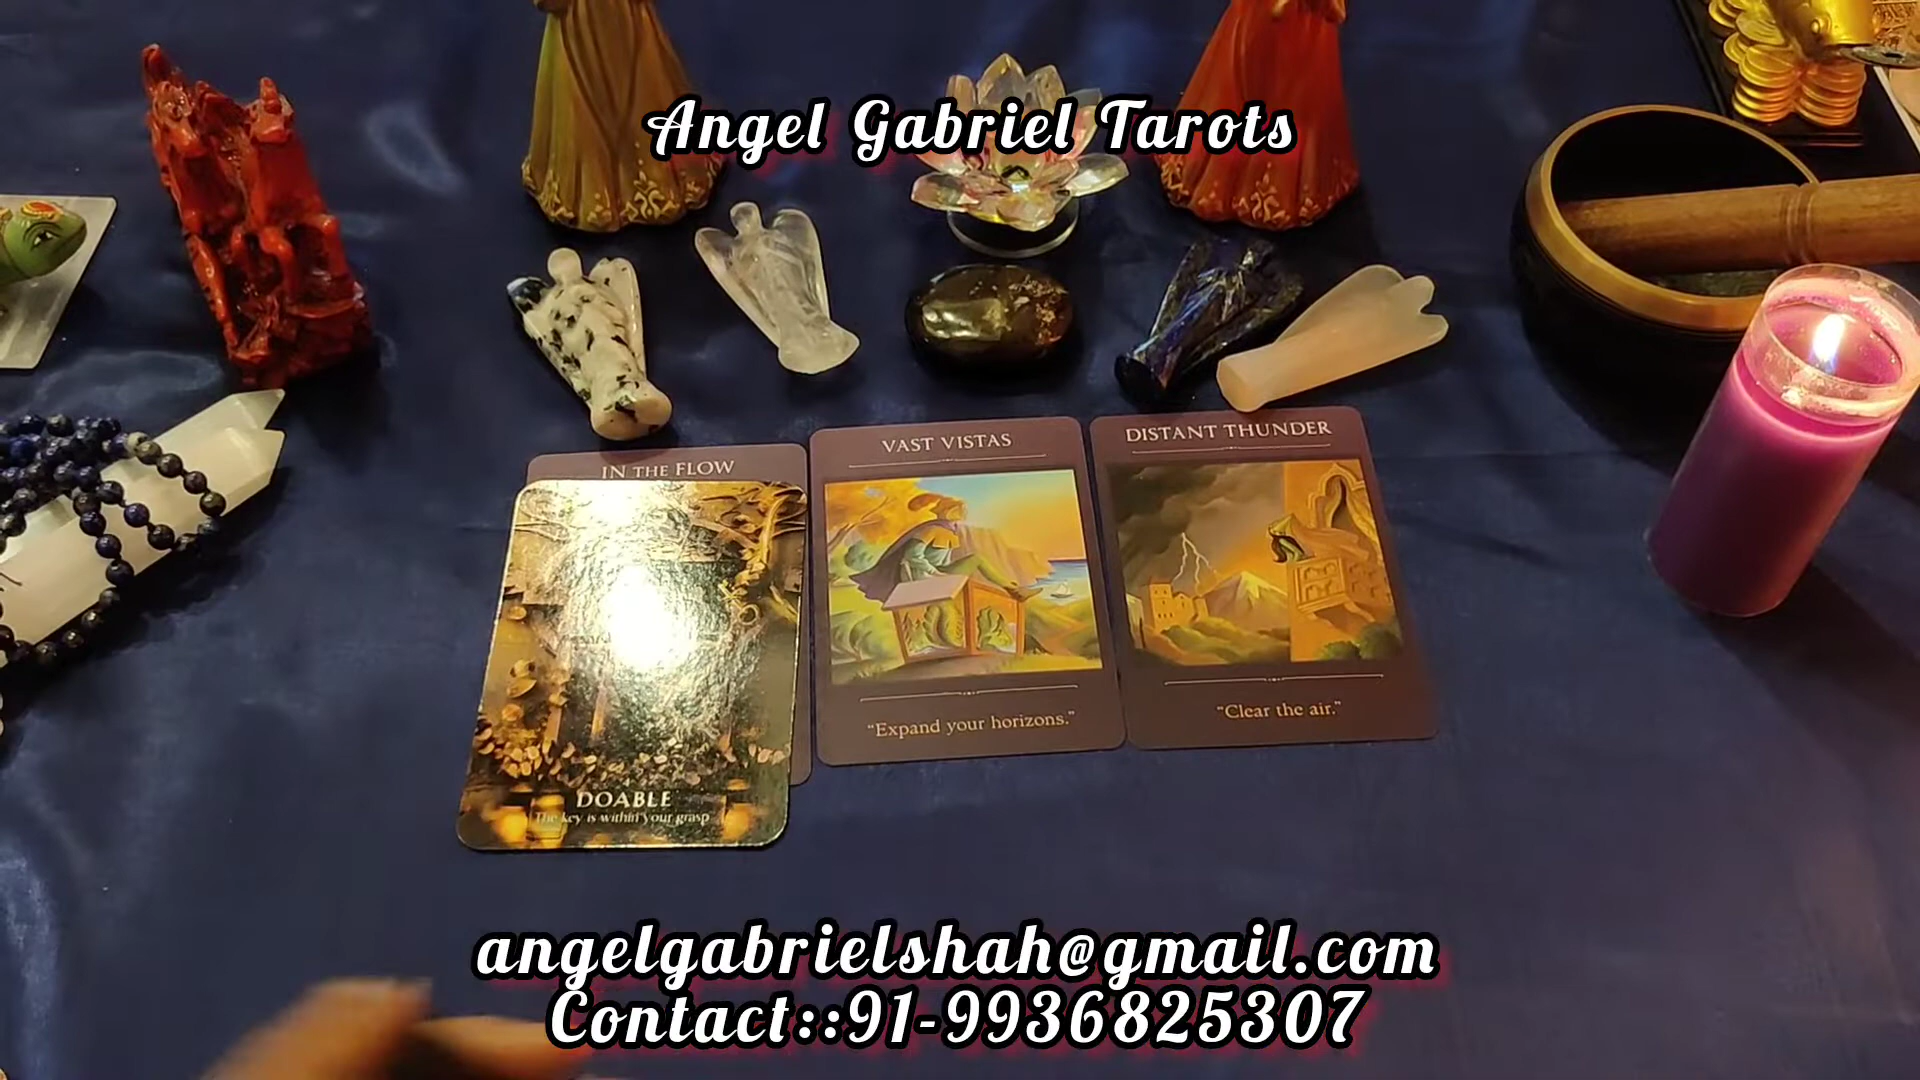 Angel Gabriel Tarots
IN THE FLOW
VAST VISTAS
DISTANT THUNDER
"Expand your horizons."
"Clear the air."
DOABLE
The key is within your grasp
angelgabrielshah@gmail.com
Contact::91-9936825307